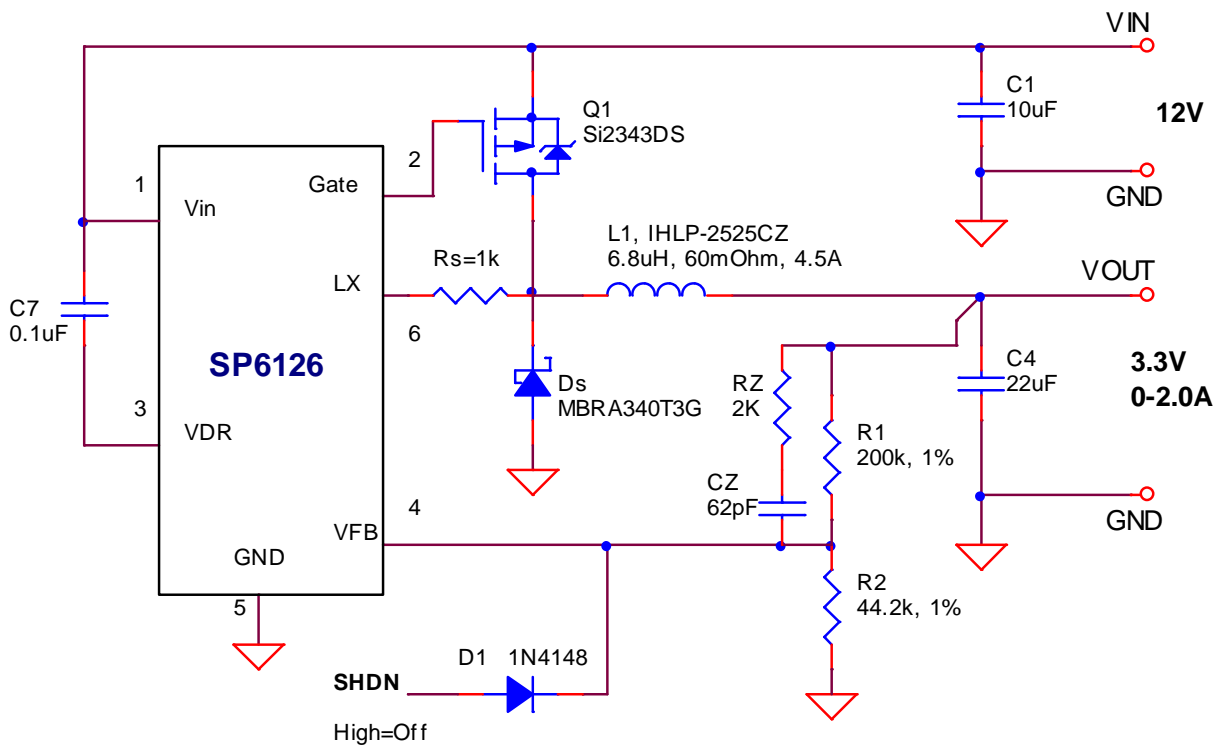 VIN
C1
10uF
12V
GND
Q1
Si2343DS
2
Gate
1
Vin
L1, IHLP-2525CZ
6.8uH, 60mOhm, 4.5A
Rs=1k
LX
6
VOUT
C7
0.1uF
SP6126
Ds
MBRA340T3G
RZ
2K
C4
22uF
3.3V
0-2.0A
3
VDR
R1
200k, 1%
CZ
62pF
4
VFB
GND
GND
5
R2
44.2k, 1%
D1 1N4148
SHDN
High=Off